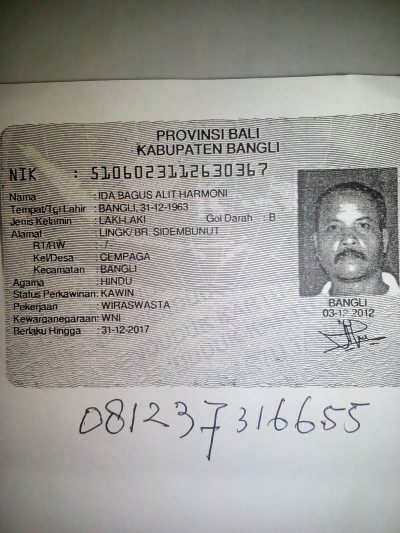 PROVINSI BALI
KABUPATEN BANGLI
NIK : 5106023112630367
Nama : IDA BAGUS ALIT HARMONI
Tempat/Tgl Lahir : BANGLI, 31-12-1963
Jenis Kelamin : LAKI-LAKI Gol Darah : B
Alamat : LINGK/ BR. SIDEMBUNUT
RT/RW : -/-
Kel/Desa : CEMPAGA
Kecamatan : BANGLI
Agama : HINDU
Status Perkawinan: KAWIN
Pekerjaan : WIRASWASTA
Kewarganegaraan: WNI
Berlaku Hingga : 31-12-2017
BANGLI
03-12-2012
081237316655